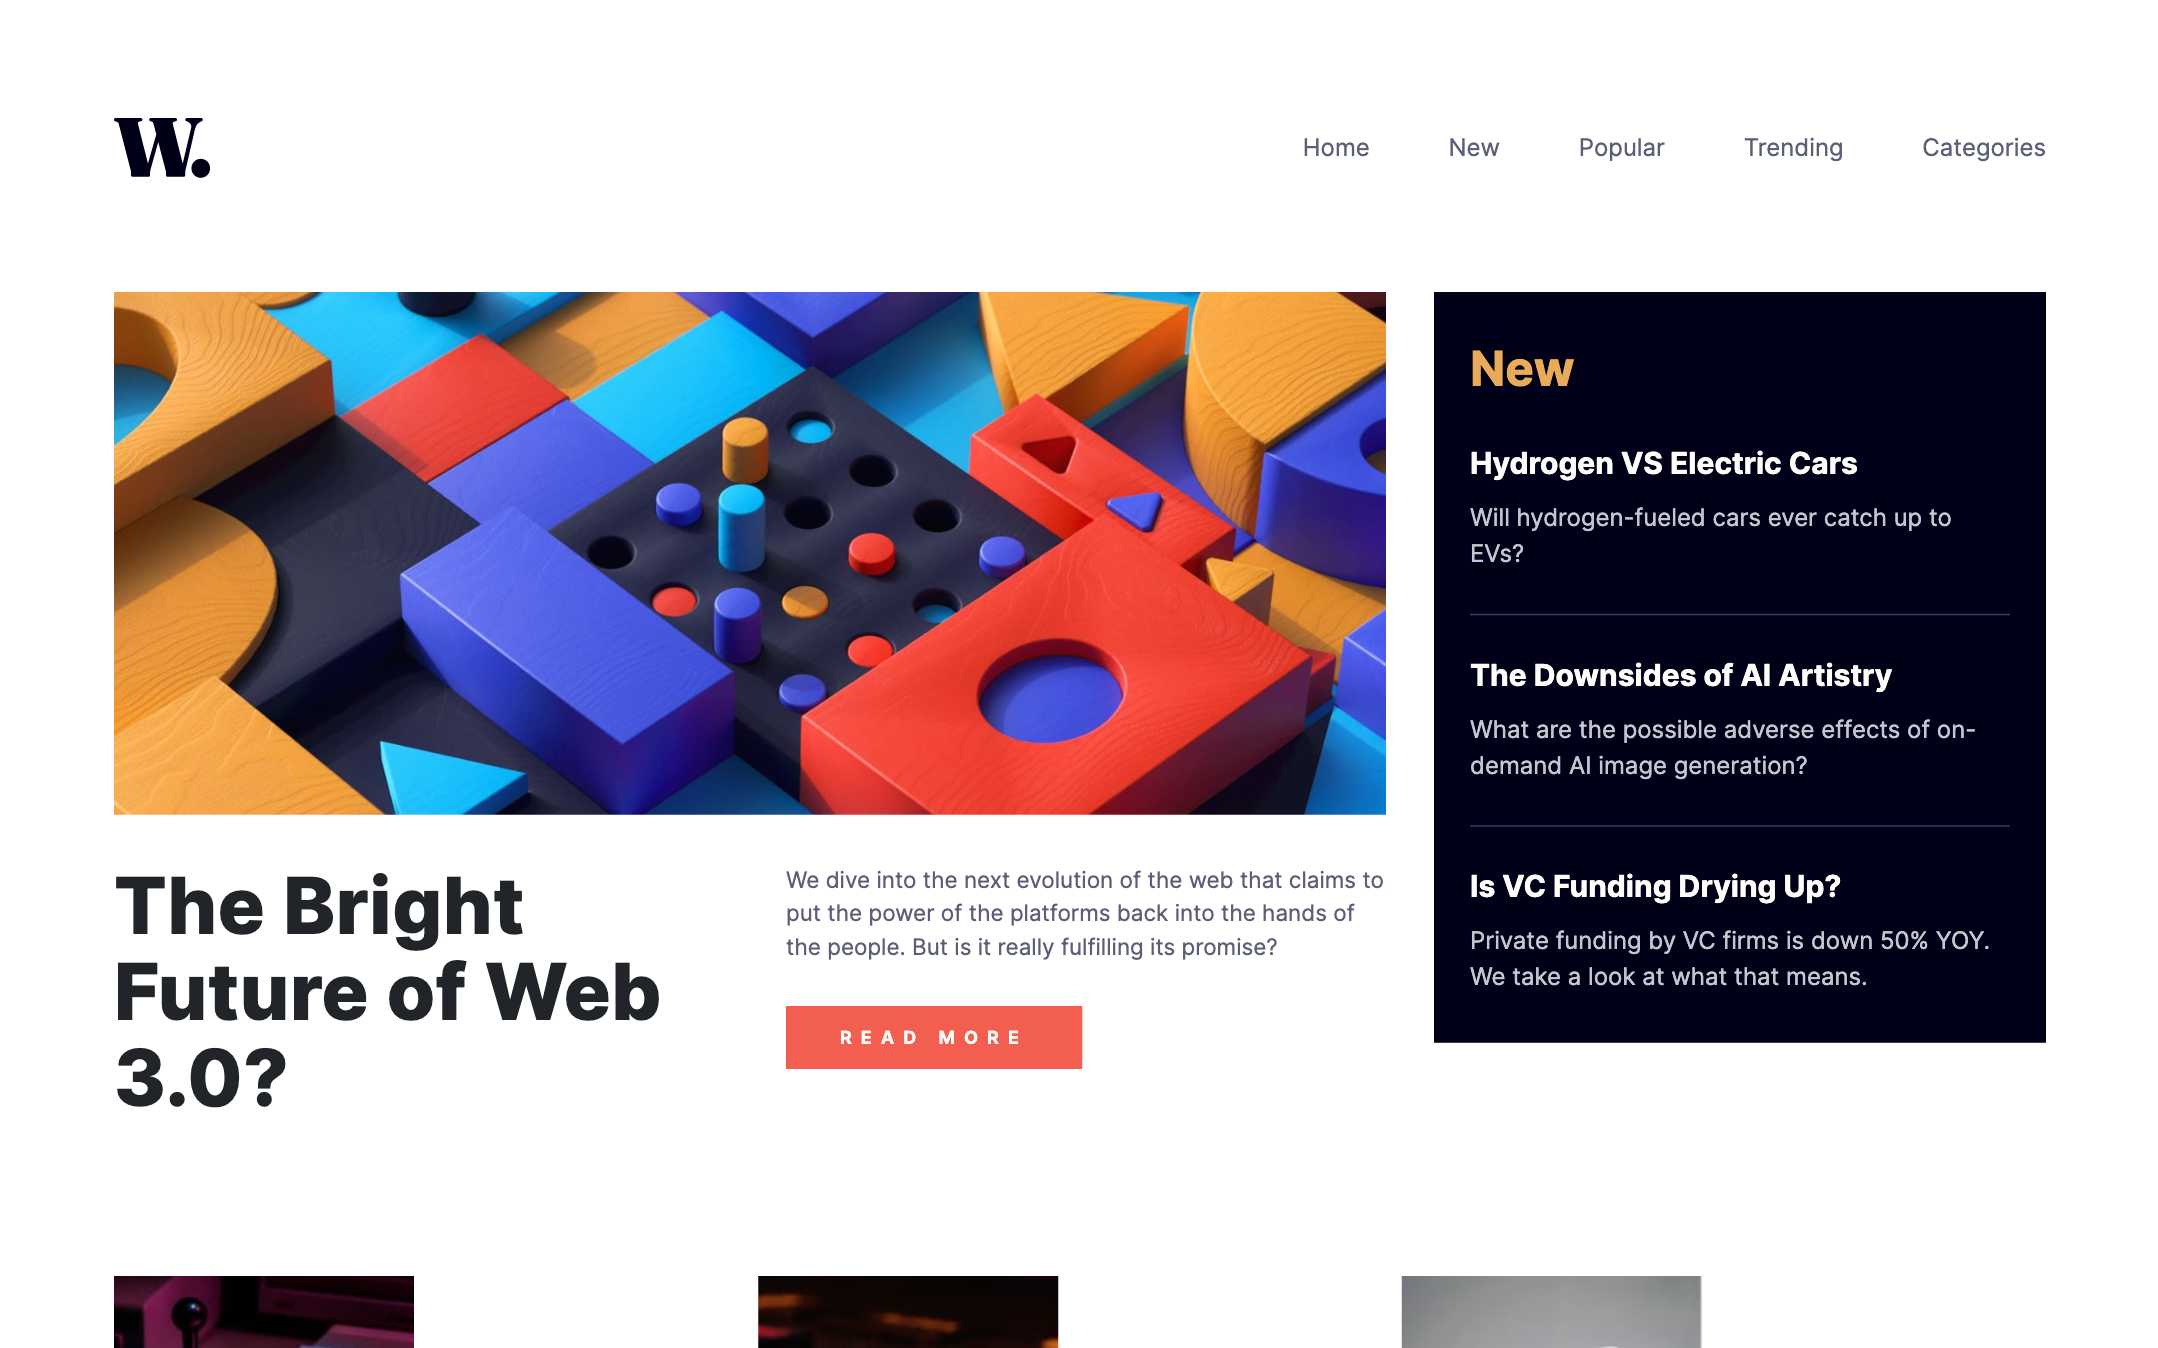 W.
Home
New
Popular
Trending
Categories
The Bright
Future of Web
3.0?
We dive into the next evolution of the web that claims to
put the power of the platforms back into the hands of
the people. But is it really fulfilling its promise?
READ MORE
New
Hydrogen VS Electric Cars
Will hydrogen-fueled cars ever catch up to
EVs?
The Downsides of AI Artistry
What are the possible adverse effects of on-
demand AI image generation?
Is VC Funding Drying Up?
Private funding by VC firms is down 50% YOY.
We take a look at what that means.